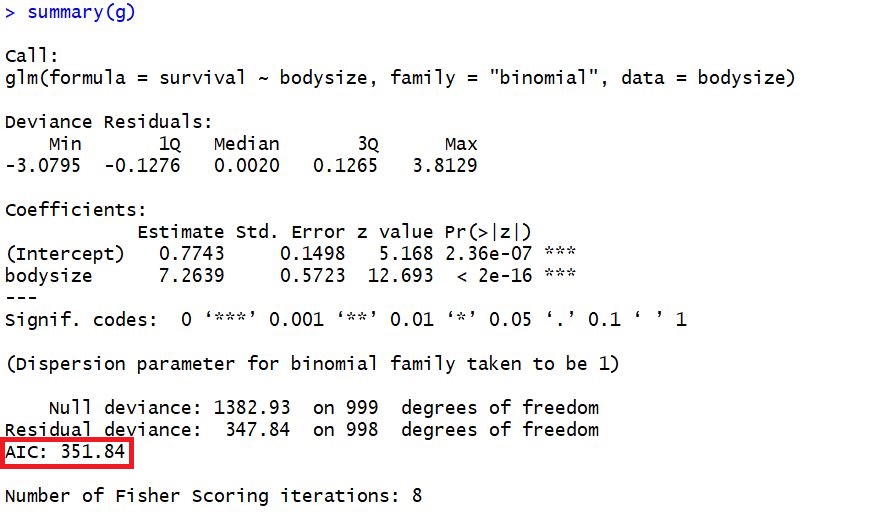 > summary(g)
Call:
glm(formula = survival ~ bodysize, family = "binomial", data = bodysize)
Deviance Residuals:
    Min       1Q   Median       3Q      Max
-3.0795  -0.1276   0.0020   0.1265   3.8129
Coefficients:
            Estimate Std. Error z value Pr(>|z|)
(Intercept)   0.7743     0.1498   5.168 2.36e-07 ***
bodysize      7.2639     0.5723  12.693  < 2e-16 ***
---
Signif. codes:  0 ‘***’ 0.001 ‘**’ 0.01 ‘*’ 0.05 ‘.’ 0.1 ‘ ’ 1
(Dispersion parameter for binomial family taken to be 1)
    Null deviance: 1382.93  on 999  degrees of freedom
Residual deviance:  347.84  on 998  degrees of freedom
AIC: 351.84
Number of Fisher Scoring iterations: 8